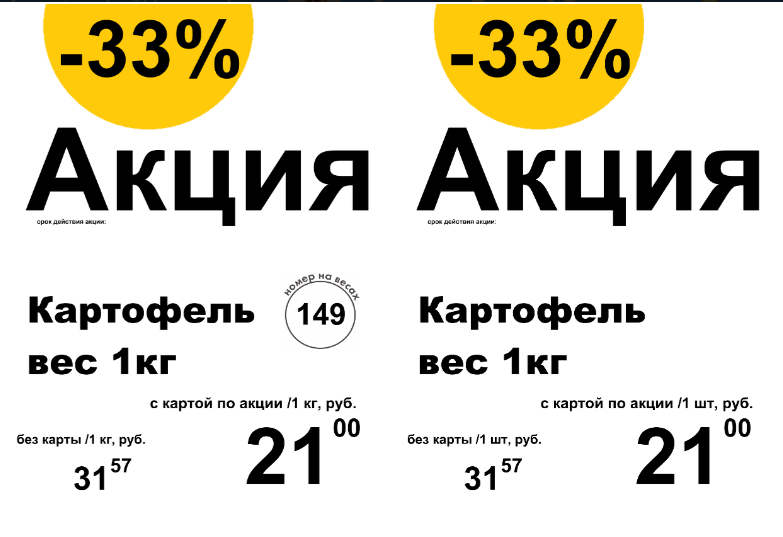 -33%
Акция
срок действия акции:
номер на весах
149
Картофель
вес 1кг
с картой по акции /1 кг, руб.
без карты /1 кг, руб.
31 57
21 00
-33%
Акция
срок действия акции:
Картофель
вес 1кг
с картой по акции /1 шт, руб.
без карты /1 шт, руб.
31 57
21 00